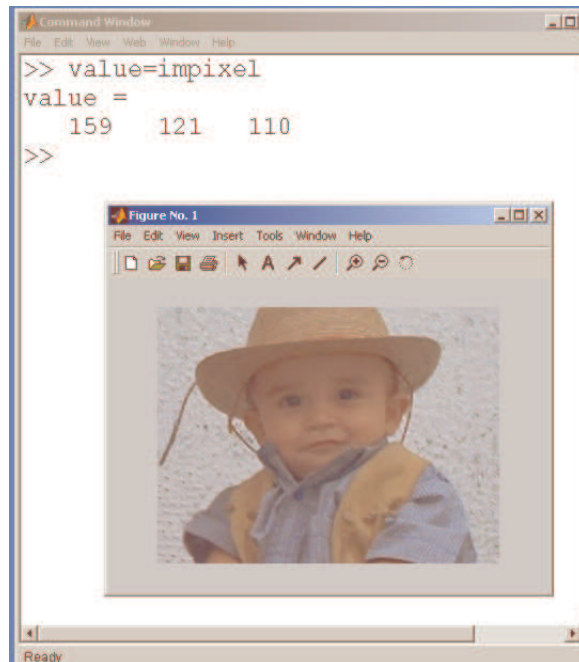 Command Window
File Edit View Web Window Help
>> value=impixel
value =
159 121 110
>>
Figure No. 1
File Edit View Insert Tools Window Help
A
Ready